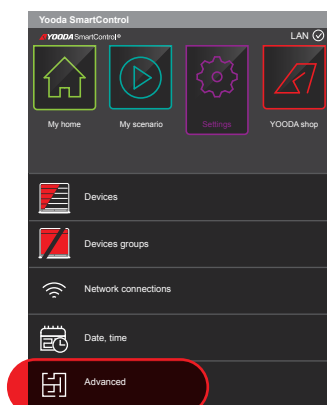 Yooda SmartControl
YOODA SmartControl®
LAN
My home
My scenario
Settings
YOODA shop
Devices
Devices groups
Network connections
Date, time
Advanced